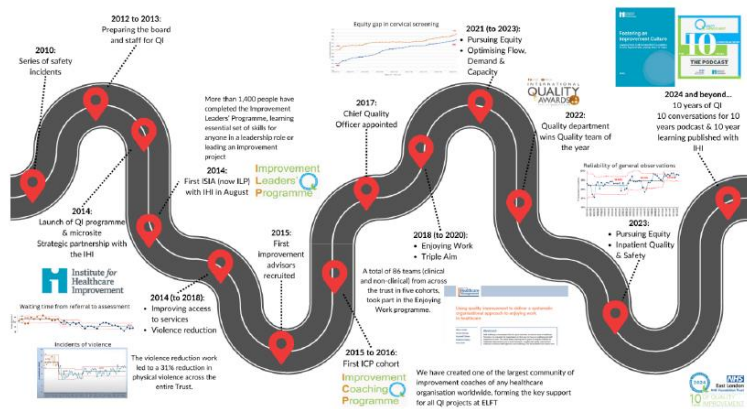 2010:
Series of safety
incidents
2012 to 2013:
Preparing the board
and staff for QI
2014:
Launch of QI programme
& microsite
Strategic partnership with
the IHI
Institute for
Healthcare
Improvement
More than 1,400 people have
completed the Improvement
Leaders' Programme, learning
essential set of skills for
anyone in a leadership role or
leading an improvement
project
2014:
First ISIA (now ILP)
with IHI in August
Improvement
Leaders'
Programme
2014 (to 2018):
Improving access
to services
Violence reduction
Waiting time from referral to assessment
Incidents of violence
The violence reduction work
led to a 31% reduction in
physical violence across the
entire Trust.
2015:
First
improvement
advisors
recruited
2015 to 2016:
First ICP cohort
Improvement
Coaching
Programme
We have created one of the largest community of
improvement coaches of any healthcare
organisation worldwide, forming the key support
for all QI projects at ELFT
2017:
Chief Quality
Officer appointed
2018 (to 2020):
Enjoying Work
Triple Aim
A total of 86 teams (clinical
and non-clinical) from across
the trust in five cohorts,
took part in the Enjoying
Work programme.
Equity gap in cervical screening
2021 (to 2023):
Pursuing Equity
Optimising Flow,
Demand &
Capacity
INTERNATIONAL
QUALITY
AWARDS
2022:
Quality department
wins Quality team of
the year
2023:
Pursuing Equity
Inpatient Quality
& Safety
Reliability of general observations
Fostering an
Improvement Culture
10
THE PODCAST
2024 and beyond...
10 years of QI
10 conversations for 10
years podcast & 10 year
learning published with
IHI
NHS
East London
NHS Foundation Trust